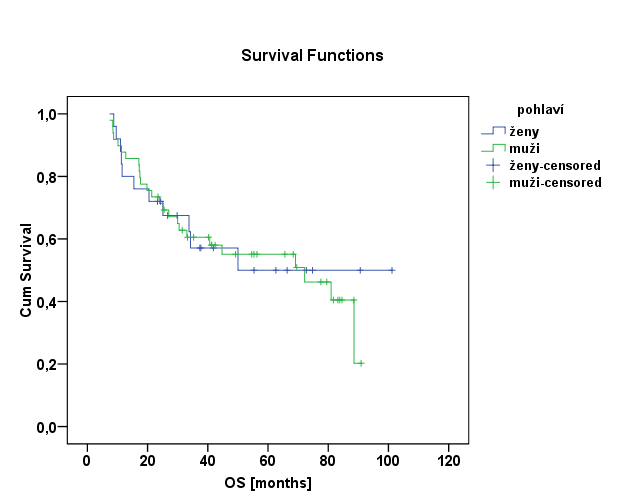 Survival Functions
pohlaví
ženy
muži
ženy-censored
muži-censored
Cum Survival
1,0
0,8
0,6
0,4
0,2
0,0
0 20 40 60 80 100 120
OS [months]